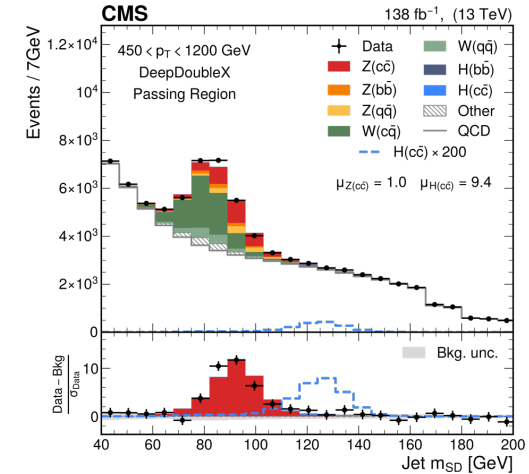 CMS 138 fb⁻¹, (13 TeV)
Events / 7GeV
1.2×10⁴
10⁴
8×10³
6×10³
4×10³
2×10³
0
450 < p_T < 1200 GeV
DeepDoubleX
Passing Region
Data
Z(cc̄)
Z(bb̄)
Z(qq̄)
W(cq̄)
W(qq̄)
H(bb̄)
H(cc̄)
Other
QCD
H(cc̄) × 200
μ_Z(cc̄) = 1.0 μ_H(cc̄) = 9.4
Data − Bkg
σ_Data
10
0
Bkg. unc.
40 60 80 100 120 140 160 180 200
Jet m_SD [GeV]